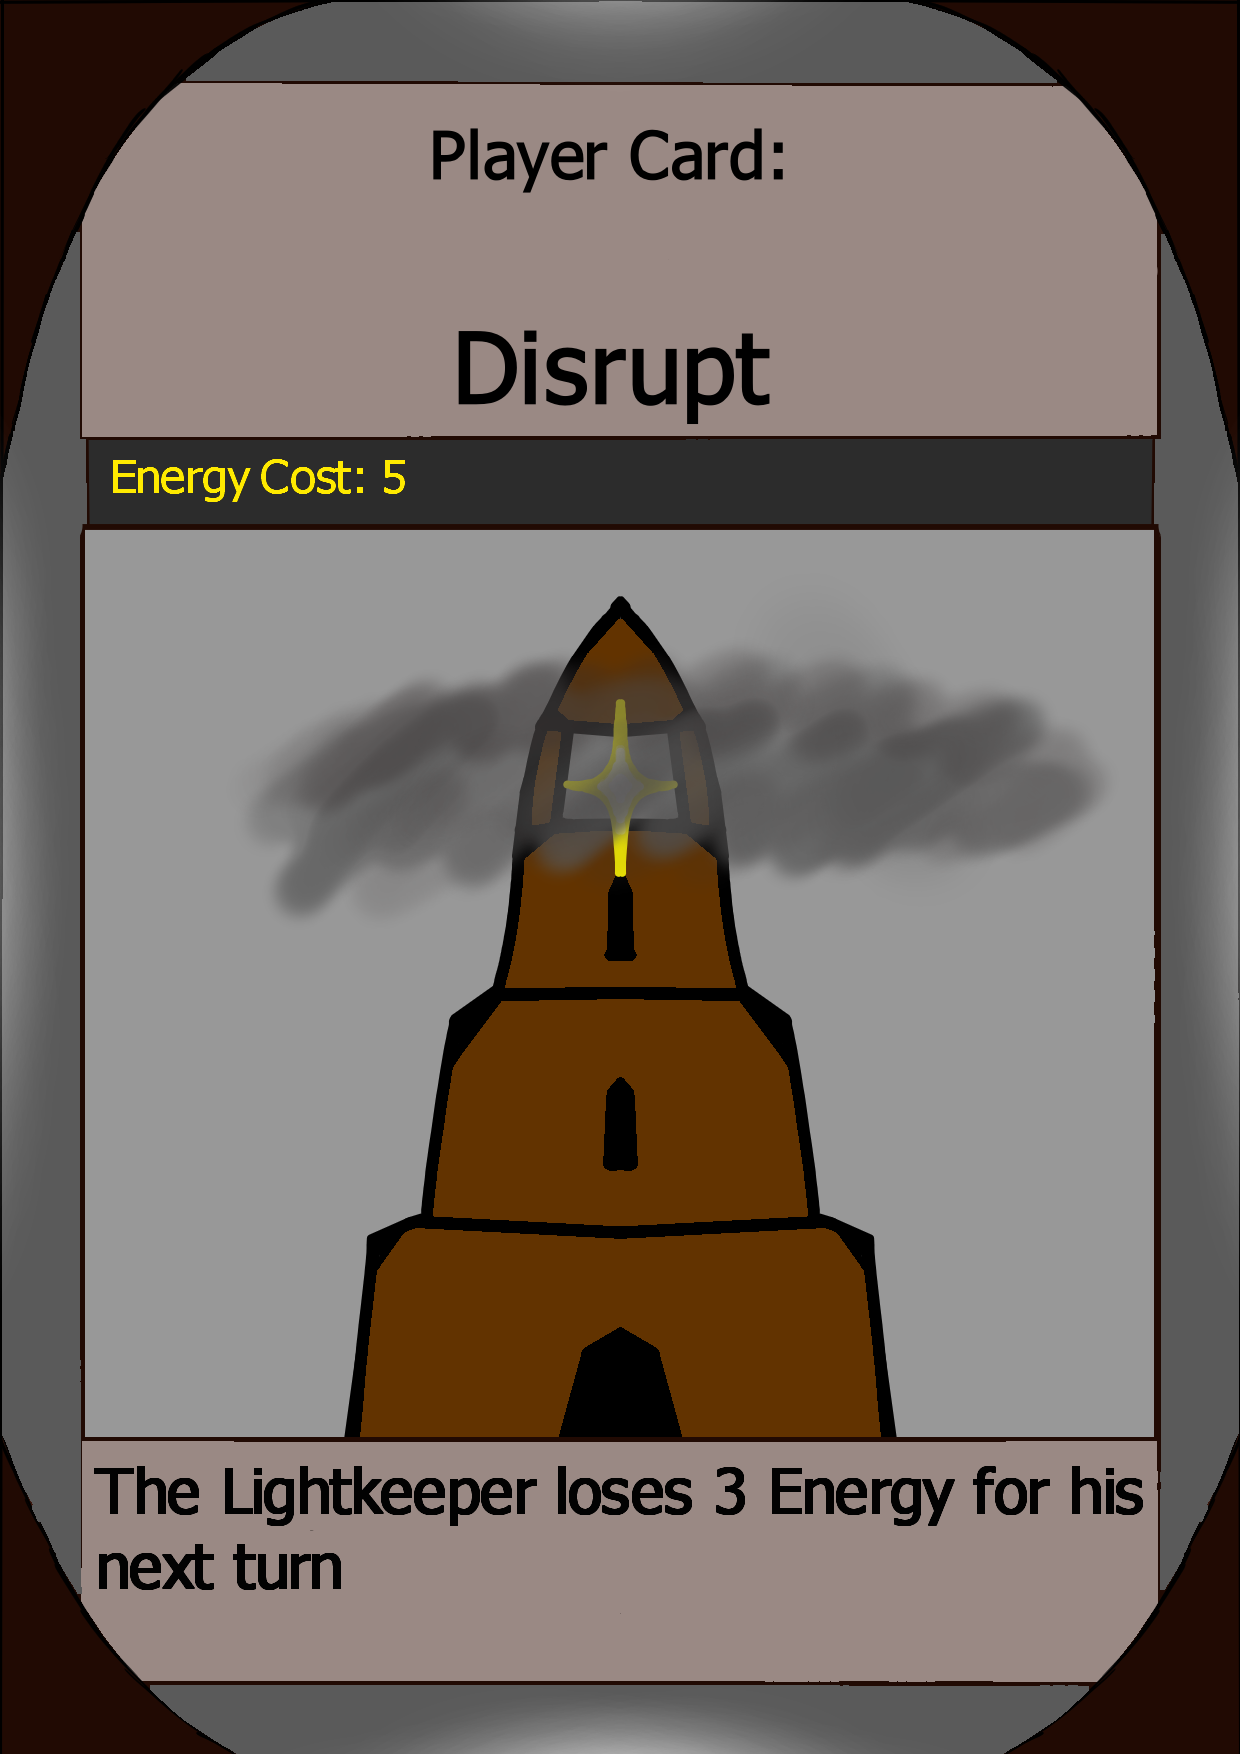 Player Card:
Disrupt
Energy Cost: 5
The Lightkeeper loses 3 Energy for his
next turn